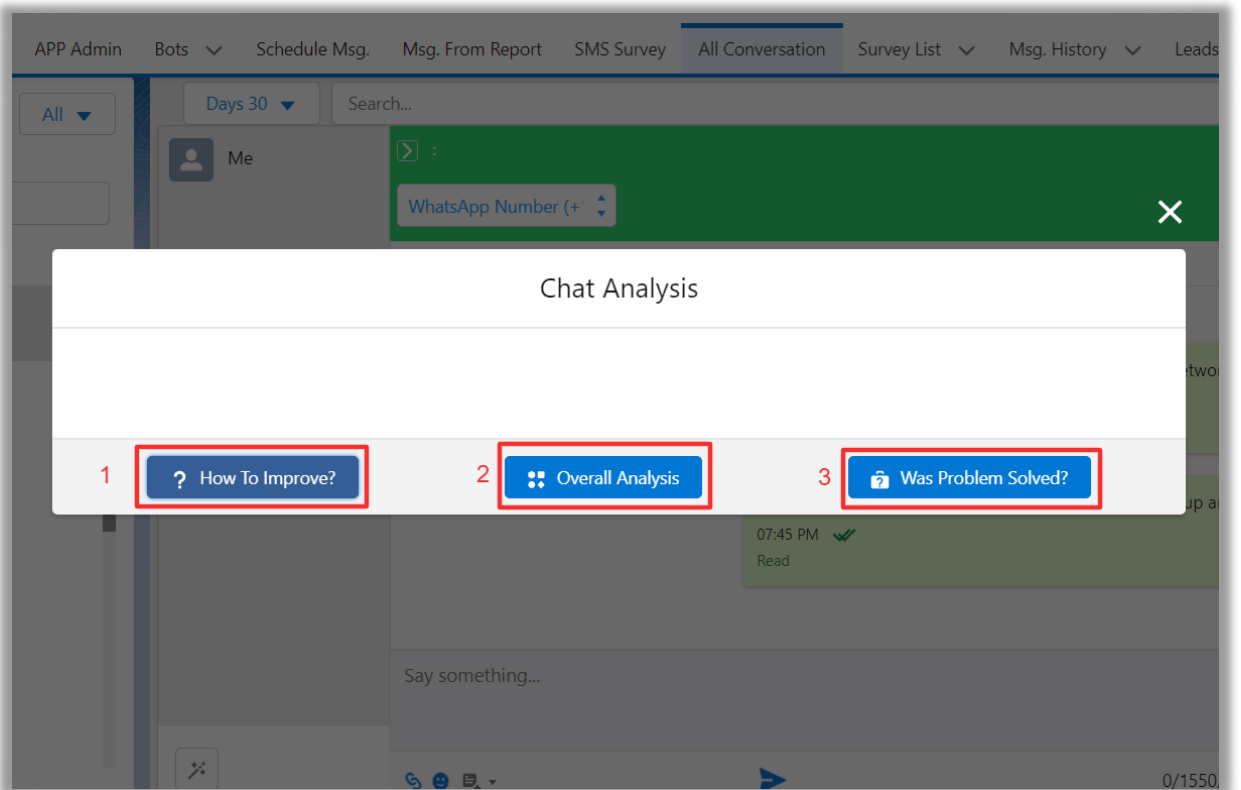 APP Admin Bots Schedule Msg. Msg. From Report SMS Survey All Conversation Survey List Msg. History Leads
All Days 30 Search...
Me :
WhatsApp Number (+
Chat Analysis
1 ? How To Improve? 2 Overall Analysis 3 Was Problem Solved?
up
07:45 PM
Read
Say something...
0/1550